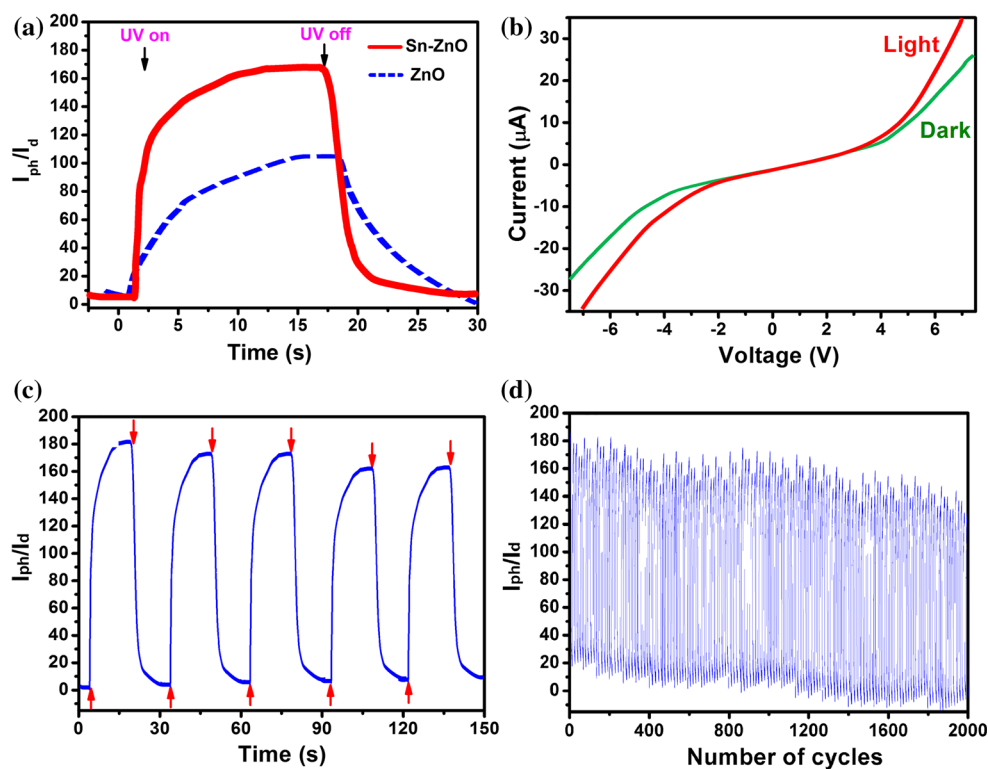 (a)
UV on
UV off
Sn-ZnO
ZnO
I_ph/I_d
180
160
140
120
100
80
60
40
20
0
0 5 10 15 20 25 30
Time (s)
(b)
Light
Dark
Current (μA)
30
20
10
0
-10
-20
-30
-6 -4 -2 0 2 4 6
Voltage (V)
(c)
Iph/Id
200
180
160
140
120
100
80
60
40
20
0
0 30 60 90 120 150
Time (s)
(d)
Iph/Id
200
180
160
140
120
100
80
60
40
20
0
0 400 800 1200 1600 2000
Number of cycles